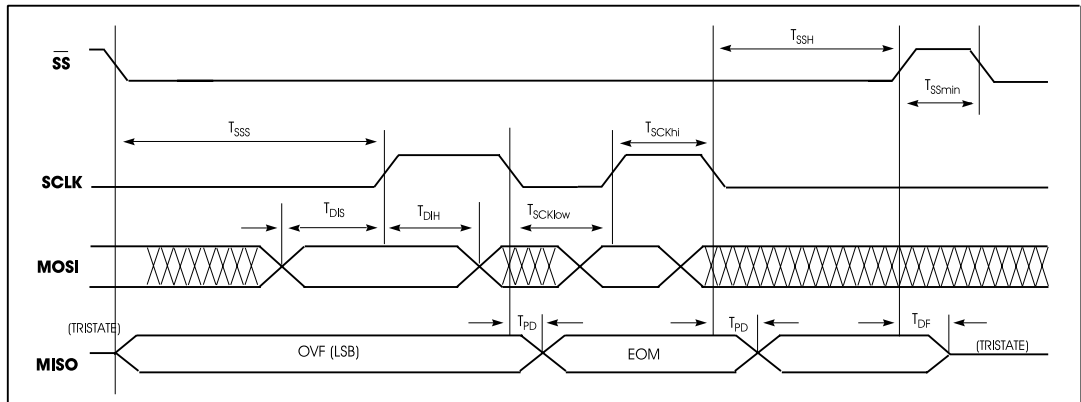 SS
T_SSH
T_SSmin
T_SSS
T_SCKhi
SCLK
T_DIS
T_DIH
T_SCKlow
MOSI
(TRISTATE)
T_PD
T_PD
T_DF
MISO
OVF (LSB)
EOM
(TRISTATE)